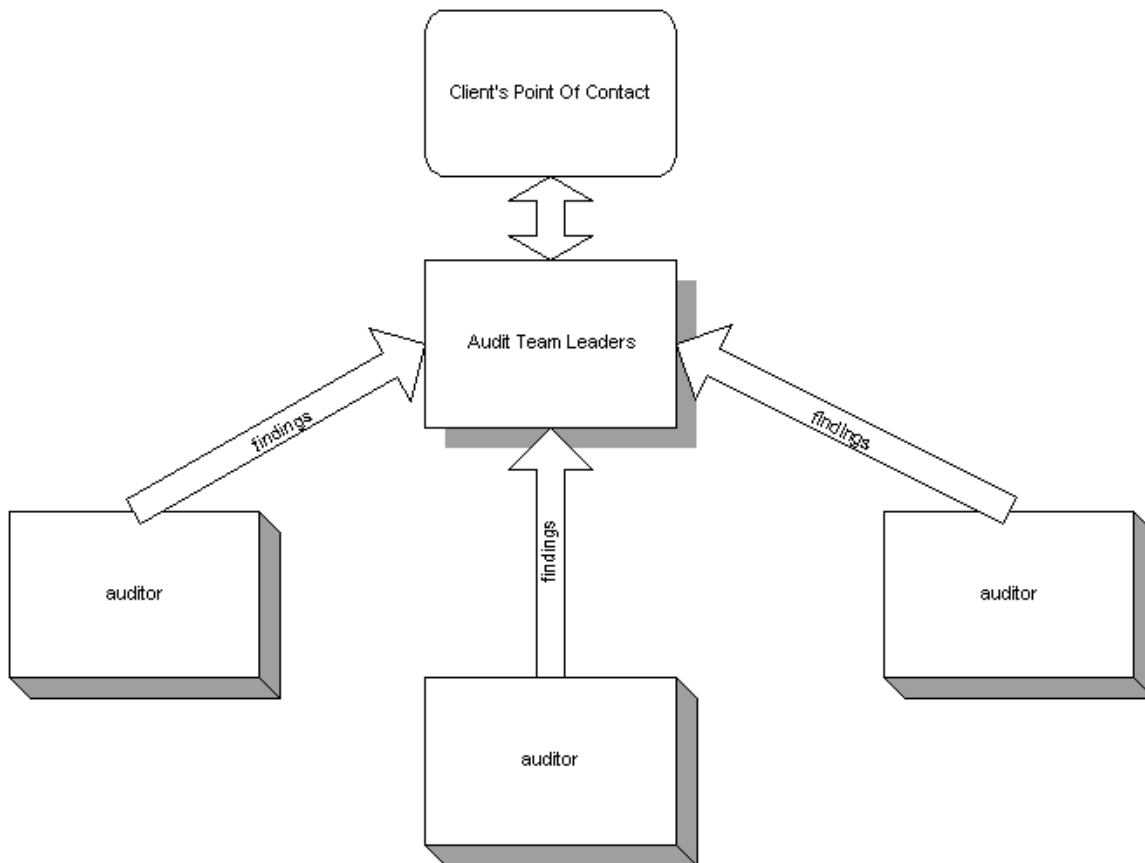 Client's Point Of Contact
Audit Team Leaders
findings
findings
findings
auditor
auditor
auditor